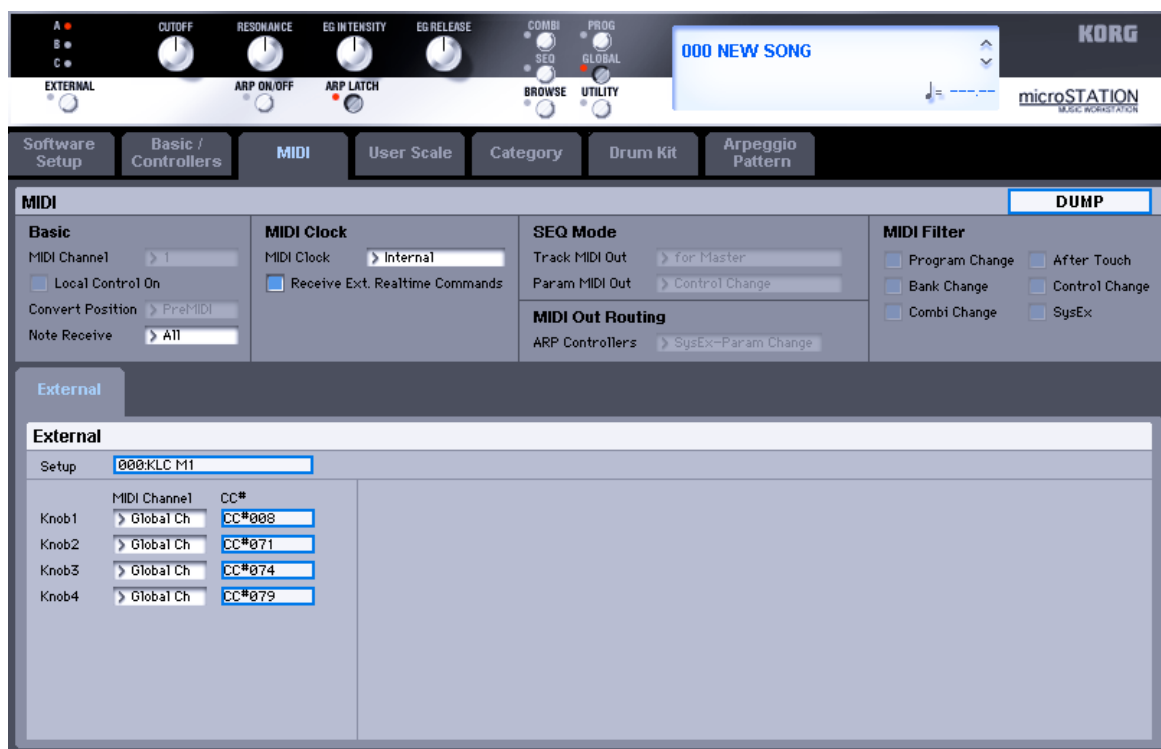 A CUTOFF RESONANCE EG INTENSITY EG RELEASE COMBI PROG
B
C SEQ GLOBAL
000 NEW SONG
KORG
EXTERNAL ARP ON/OFF ARP LATCH BROWSE UTILITY
♩= ---.--
microSTATION
MUSIC WORKSTATION
Software Setup
Basic / Controllers
MIDI
User Scale
Category
Drum Kit
Arpeggio Pattern
MIDI
DUMP
Basic
MIDI Channel > 1
Local Control On
Convert Position > PreMIDI
Note Receive > All
MIDI Clock
MIDI Clock > Internal
Receive Ext. Realtime Commands
SEQ Mode
Track MIDI Out > for Master
Param MIDI Out > Control Change
MIDI Out Routing
ARP Controllers > SysEx-Param Change
MIDI Filter
Program Change After Touch
Bank Change Control Change
Combi Change SysEx
External
External
Setup 000:KLC M1
MIDI Channel CC#
Knob1 > Global Ch CC#008
Knob2 > Global Ch CC#071
Knob3 > Global Ch CC#074
Knob4 > Global Ch CC#079